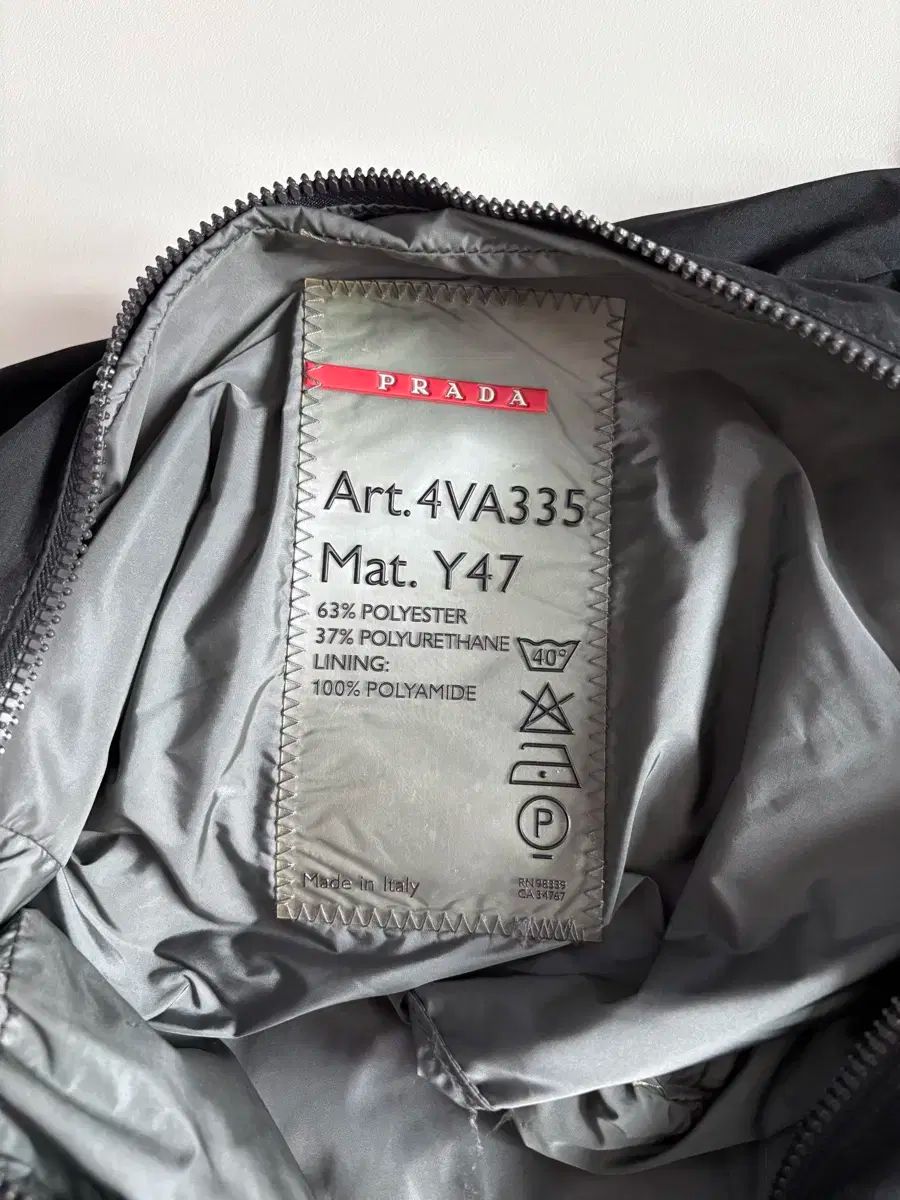 PRADA
Art. 4VA335
Mat. Y47
63% POLYESTER
37% POLYURETHANE
LINING:
100% POLYAMIDE
40°
P
Made in Italy
RN 98339
CA 34767